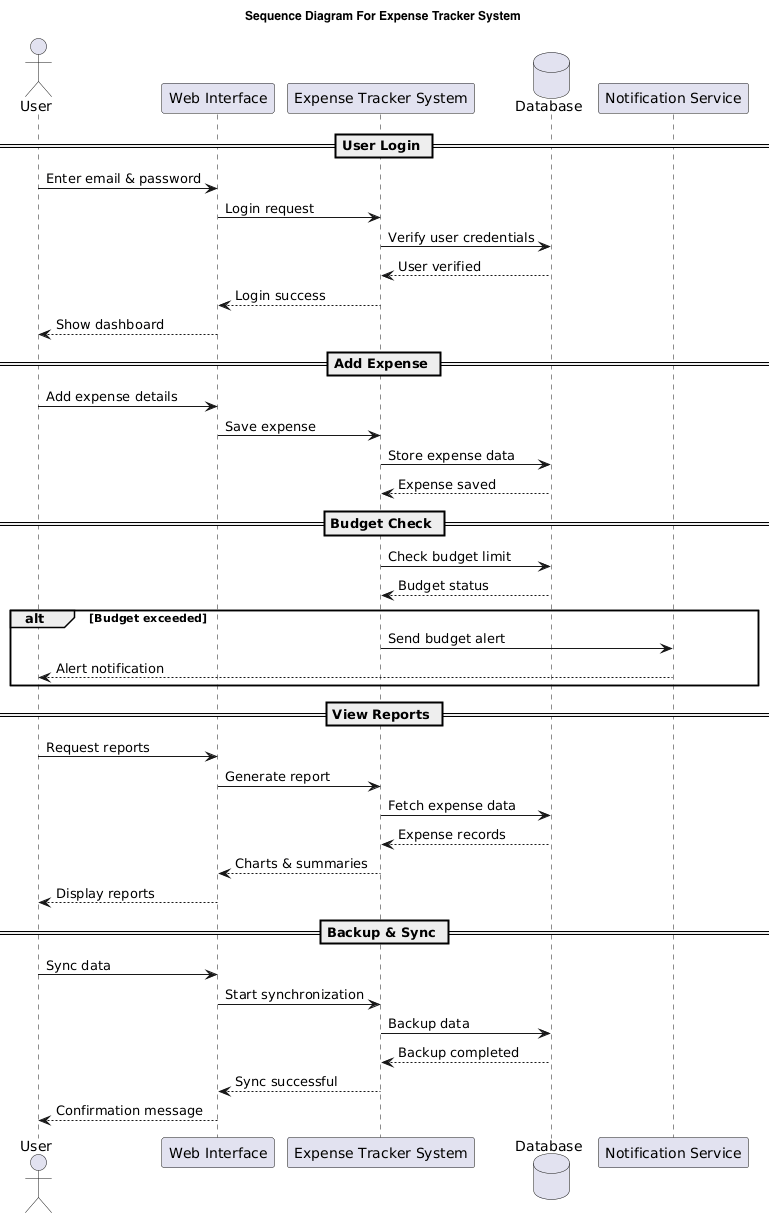 Sequence Diagram For Expense Tracker System
User
Web Interface
Expense Tracker System
Database
Notification Service
User Login
Enter email & password
Login request
Verify user credentials
User verified
Login success
Show dashboard
Add Expense
Add expense details
Save expense
Store expense data
Expense saved
Budget Check
Check budget limit
Budget status
alt [Budget exceeded]
Send budget alert
Alert notification
View Reports
Request reports
Generate report
Fetch expense data
Expense records
Charts & summaries
Display reports
Backup & Sync
Sync data
Start synchronization
Backup data
Backup completed
Sync successful
Confirmation message
User
Web Interface
Expense Tracker System
Database
Notification Service